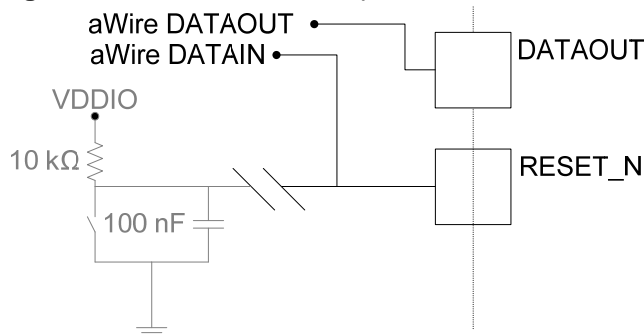 aWire DATAOUT
DATAOUT
aWire DATAIN
VDDIO
10 kΩ
RESET_N
100 nF